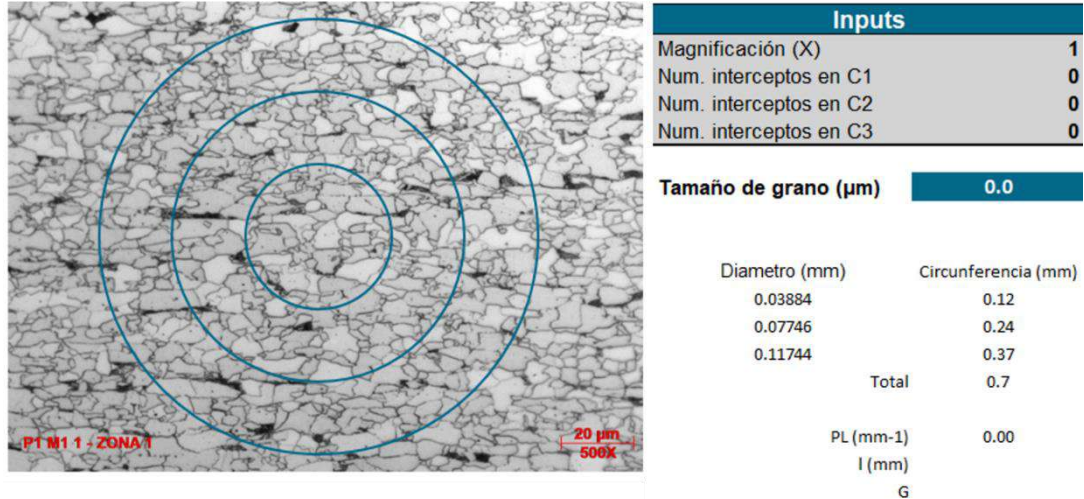 Inputs
Magnificación (X) 1
Num. interceptos en C1 0
Num. interceptos en C2 0
Num. interceptos en C3 0
Tamaño de grano (µm) 0.0
Diametro (mm) Circunferencia (mm)
0.03884 0.12
0.07746 0.24
0.11744 0.37
Total 0.7
PL (mm-1) 0.00
l (mm)
G
P1 M1 1 - ZONA 1
20 µm
500X